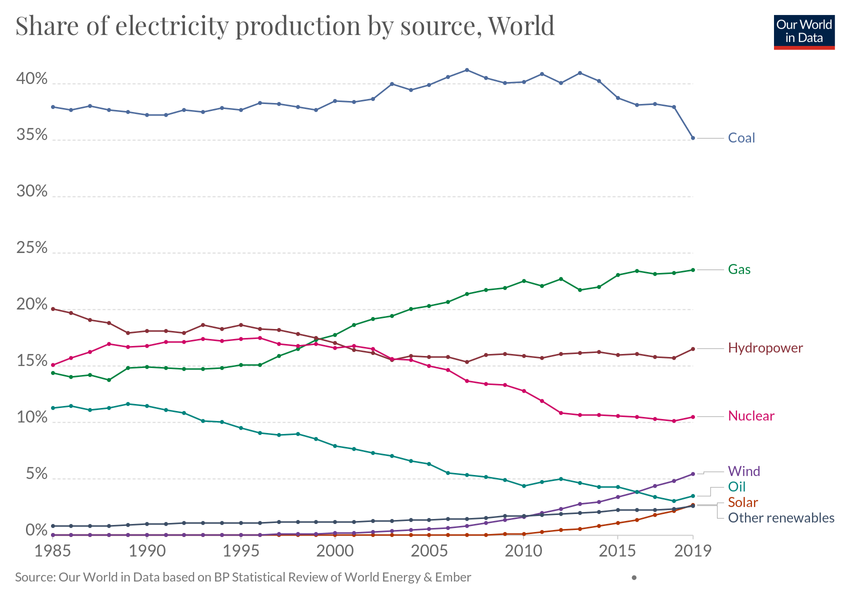 Share of electricity production by source, World
Our World
in Data
40%
35%
30%
25%
20%
15%
10%
5%
0%
Coal
Gas
Hydropower
Nuclear
Wind
Oil
Solar
Other renewables
1985 1990 1995 2000 2005 2010 2015 2019
Source: Our World in Data based on BP Statistical Review of World Energy & Ember